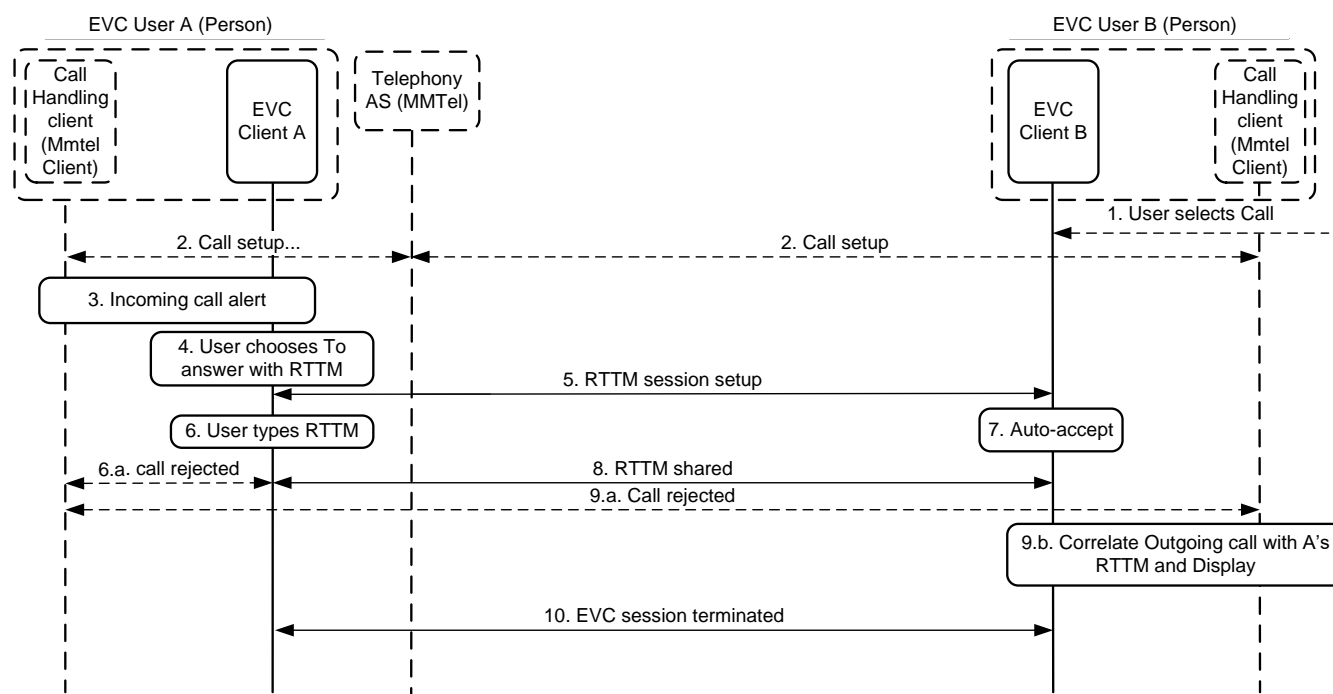 EVC User A (Person)
EVC User B (Person)
Call
Handling
client
(Mmtel
Client)
EVC
Client A
Telephony
AS (MMTel)
EVC
Client B
Call
Handling
client
(Mmtel
Client)
1. User selects Call
2. Call setup...
2. Call setup
3. Incoming call alert
4. User chooses To
answer with RTTM
5. RTTM session setup
6. User types RTTM
7. Auto-accept
6.a. call rejected
8. RTTM shared
9.a. Call rejected
9.b. Correlate Outgoing call with A's
RTTM and Display
10. EVC session terminated